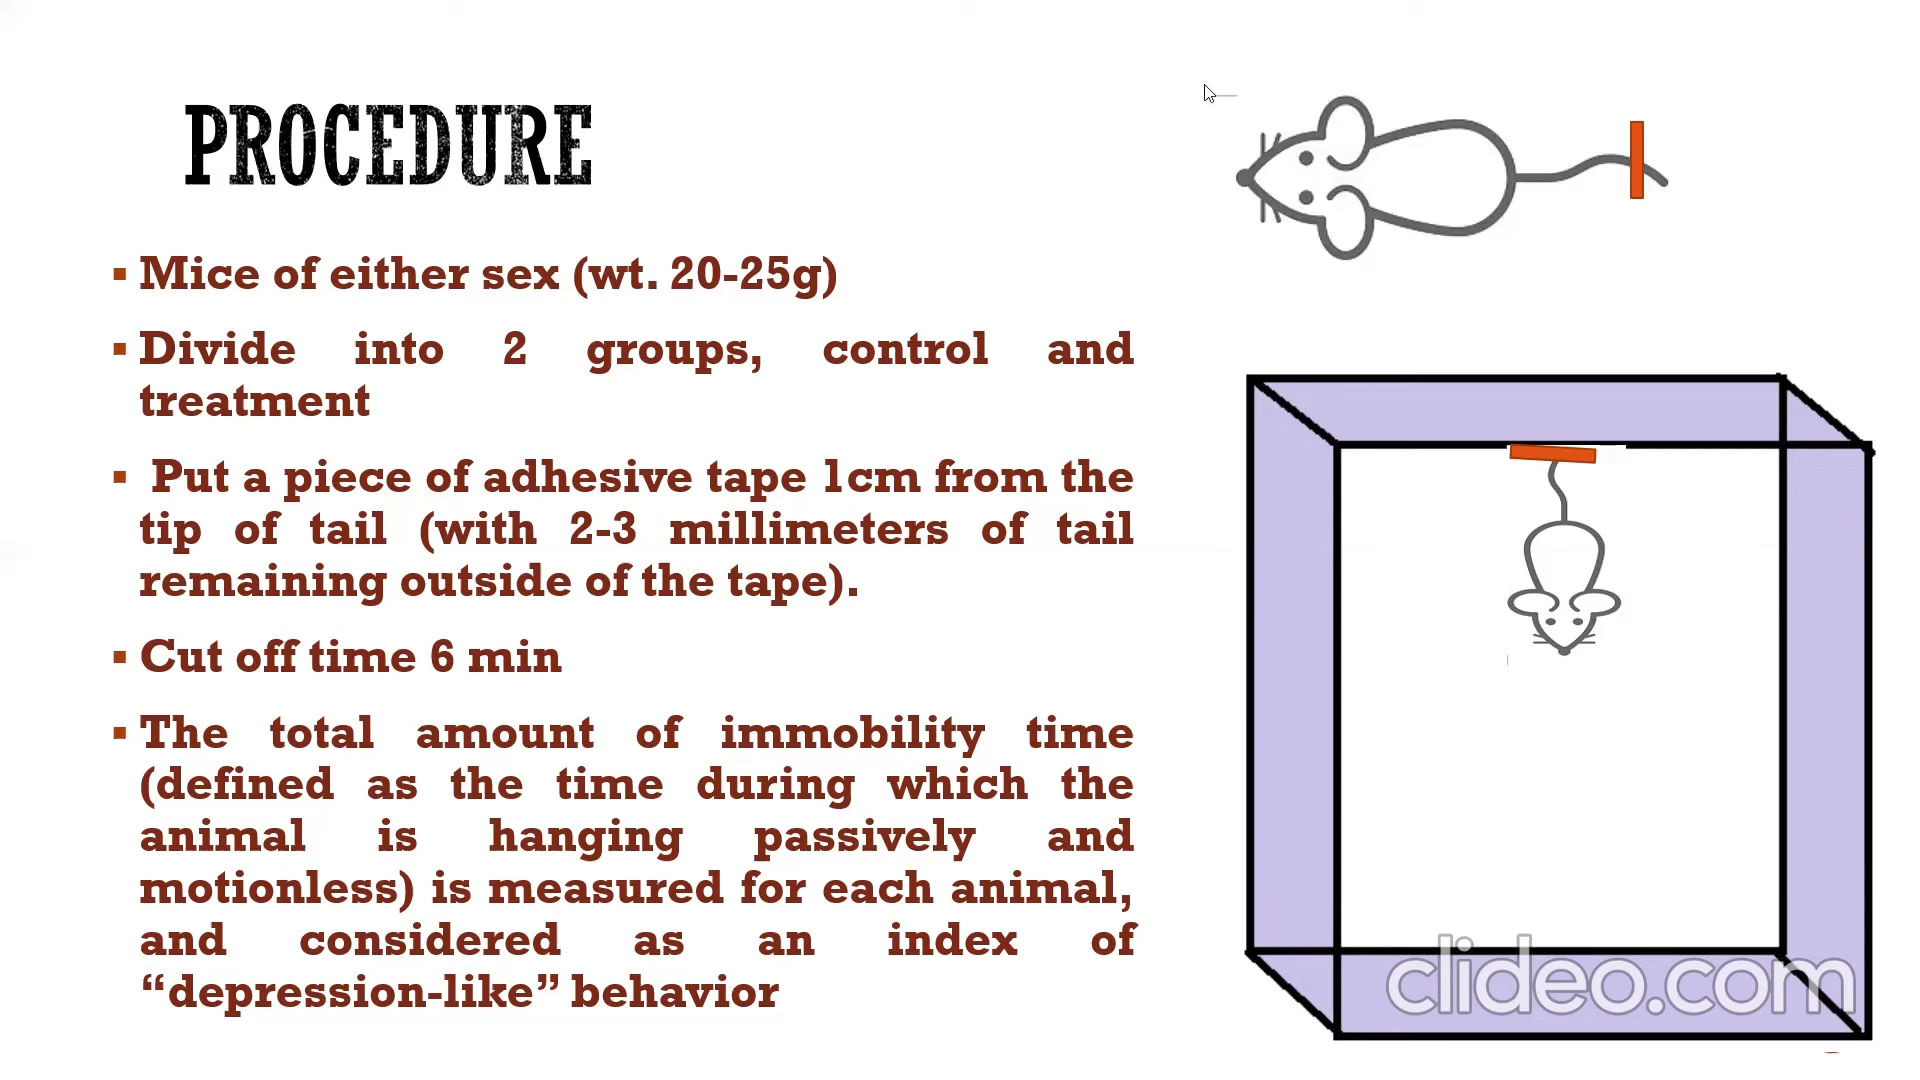 PROCEDURE
▪ Mice of either sex (wt. 20-25g)
▪ Divide into 2 groups, control and
treatment
▪ Put a piece of adhesive tape 1cm from the
tip of tail (with 2-3 millimeters of tail
remaining outside of the tape).
▪ Cut off time 6 min
▪ The total amount of immobility time
(defined as the time during which the
animal is hanging passively and
motionless) is measured for each animal,
and considered as an index of
“depression-like” behavior
clideo.com